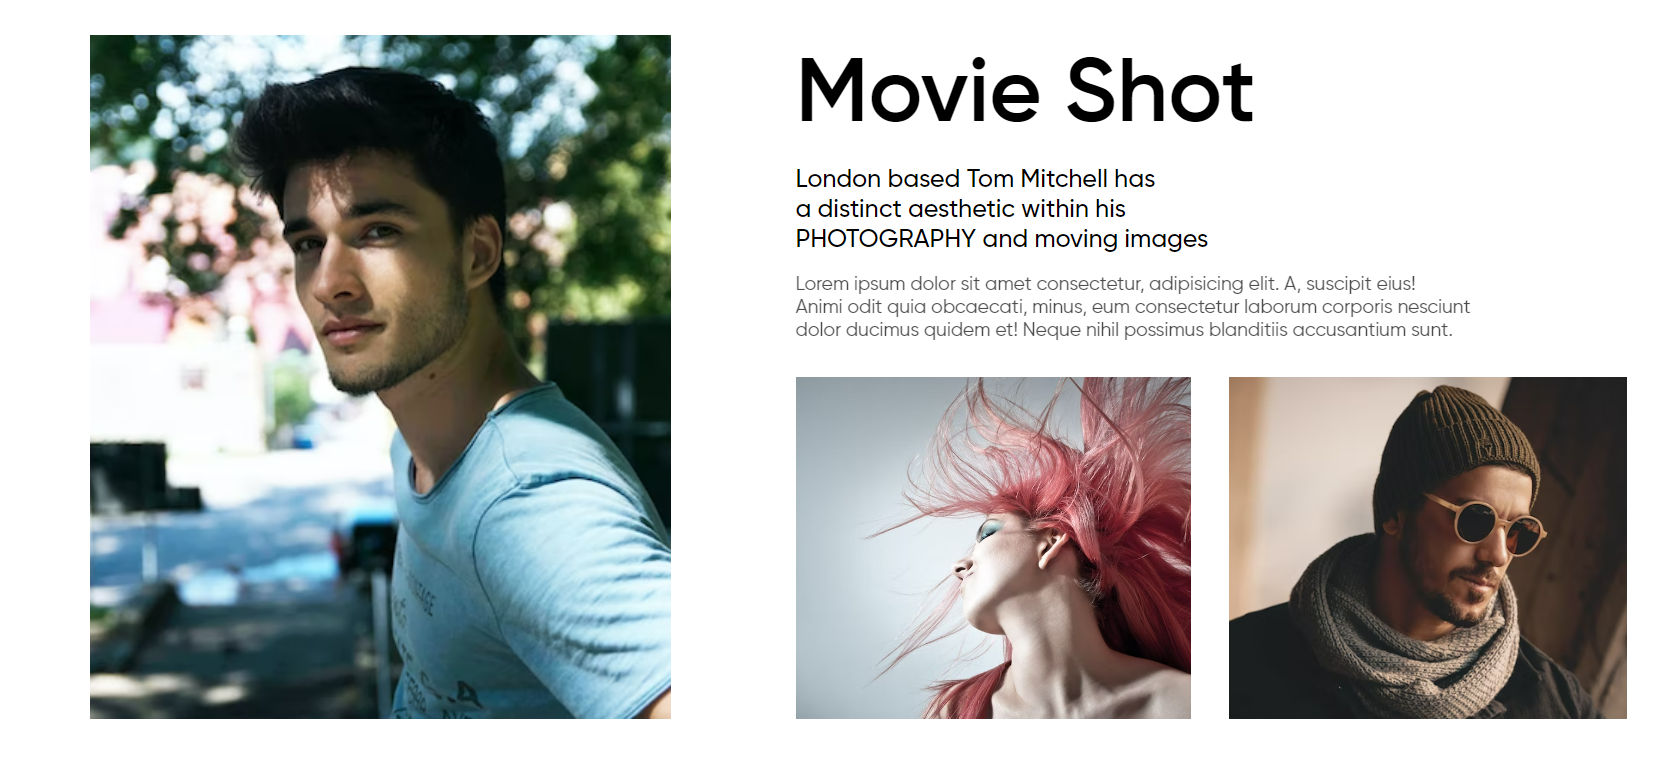 Movie Shot
London based Tom Mitchell has
a distinct aesthetic within his
PHOTOGRAPHY and moving images
Lorem ipsum dolor sit amet consectetur, adipisicing elit. A, suscipit eius!
Animi odit quia obcaecati, minus, eum consectetur laborum corporis nesciunt
dolor ducimus quidem et! Neque nihil possimus blanditiis accusantium sunt.